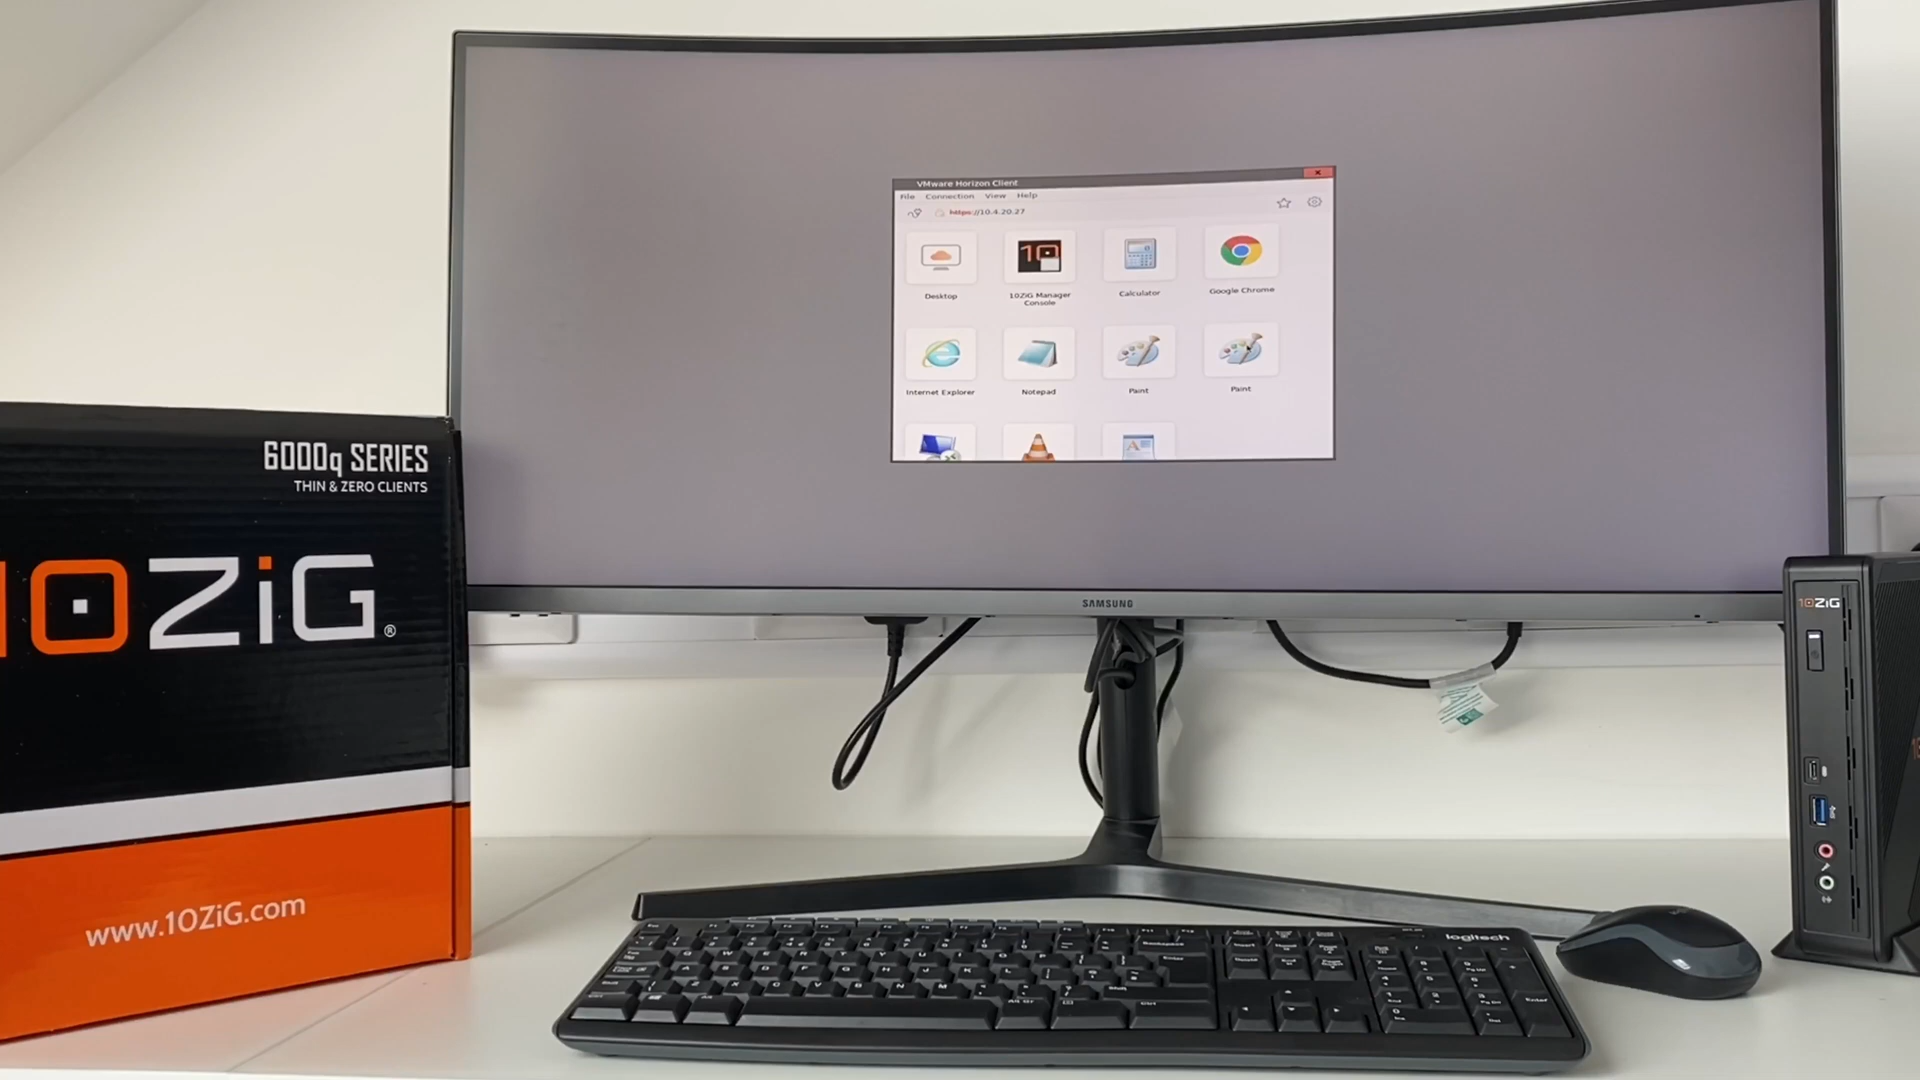 VMware Horizon Client
File Connection View Help
https://10.4.20.27
Desktop
10ZiG Manager
Console
Calculator
Google Chrome
Internet Explorer
Notepad
Paint
Paint
SAMSUNG
6000q SERIES
THIN & ZERO CLIENTS
10ZiG®
www.10ZiG.com
10ZiG
logitech